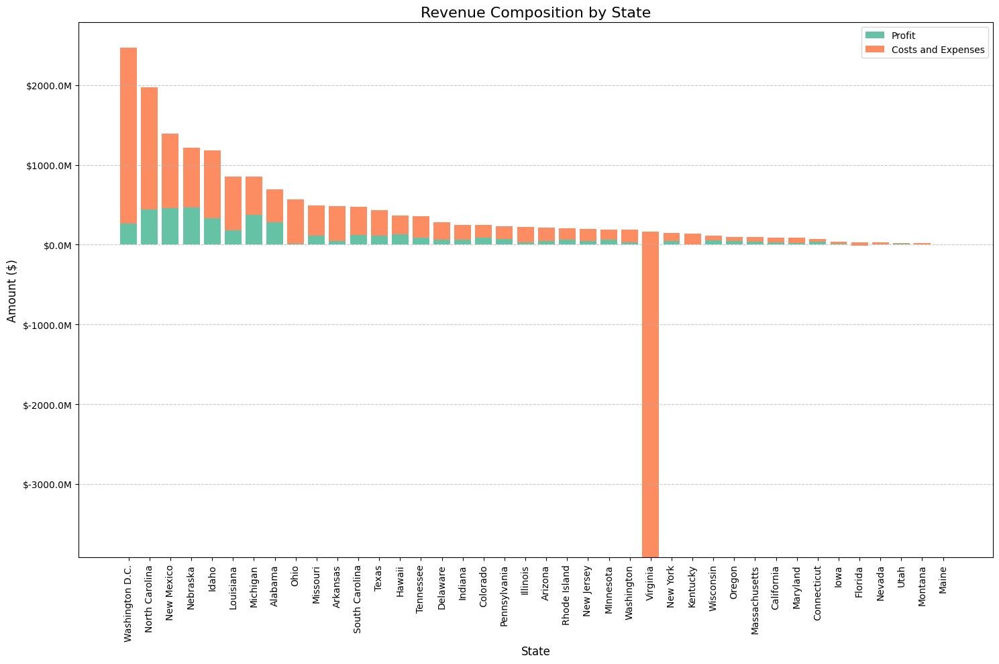 Revenue Composition by State
Profit
Costs and Expenses
$2000.0M
$1000.0M
$0.0M
$-1000.0M
$-2000.0M
$-3000.0M
Amount ($)
Washington D.C.
North Carolina
New Mexico
Nebraska
Idaho
Louisiana
Michigan
Alabama
Ohio
Missouri
Arkansas
South Carolina
Texas
Hawaii
Tennessee
Delaware
Indiana
Colorado
Pennsylvania
Illinois
Arizona
Rhode Island
New Jersey
MInnesota
Washington
Virginia
New York
Kentucky
Wisconsin
Oregon
Massachusetts
California
Maryland
Connecticut
Iowa
Florida
Nevada
Utah
Montana
Maine
State